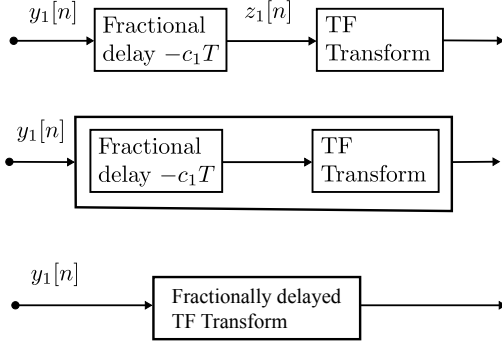 y₁[n]
z₁[n]
Fractional
delay −c₁T
TF
Transform
y₁[n]
Fractional
delay −c₁T
TF
Transform
y₁[n]
Fractionally delayed
TF Transform